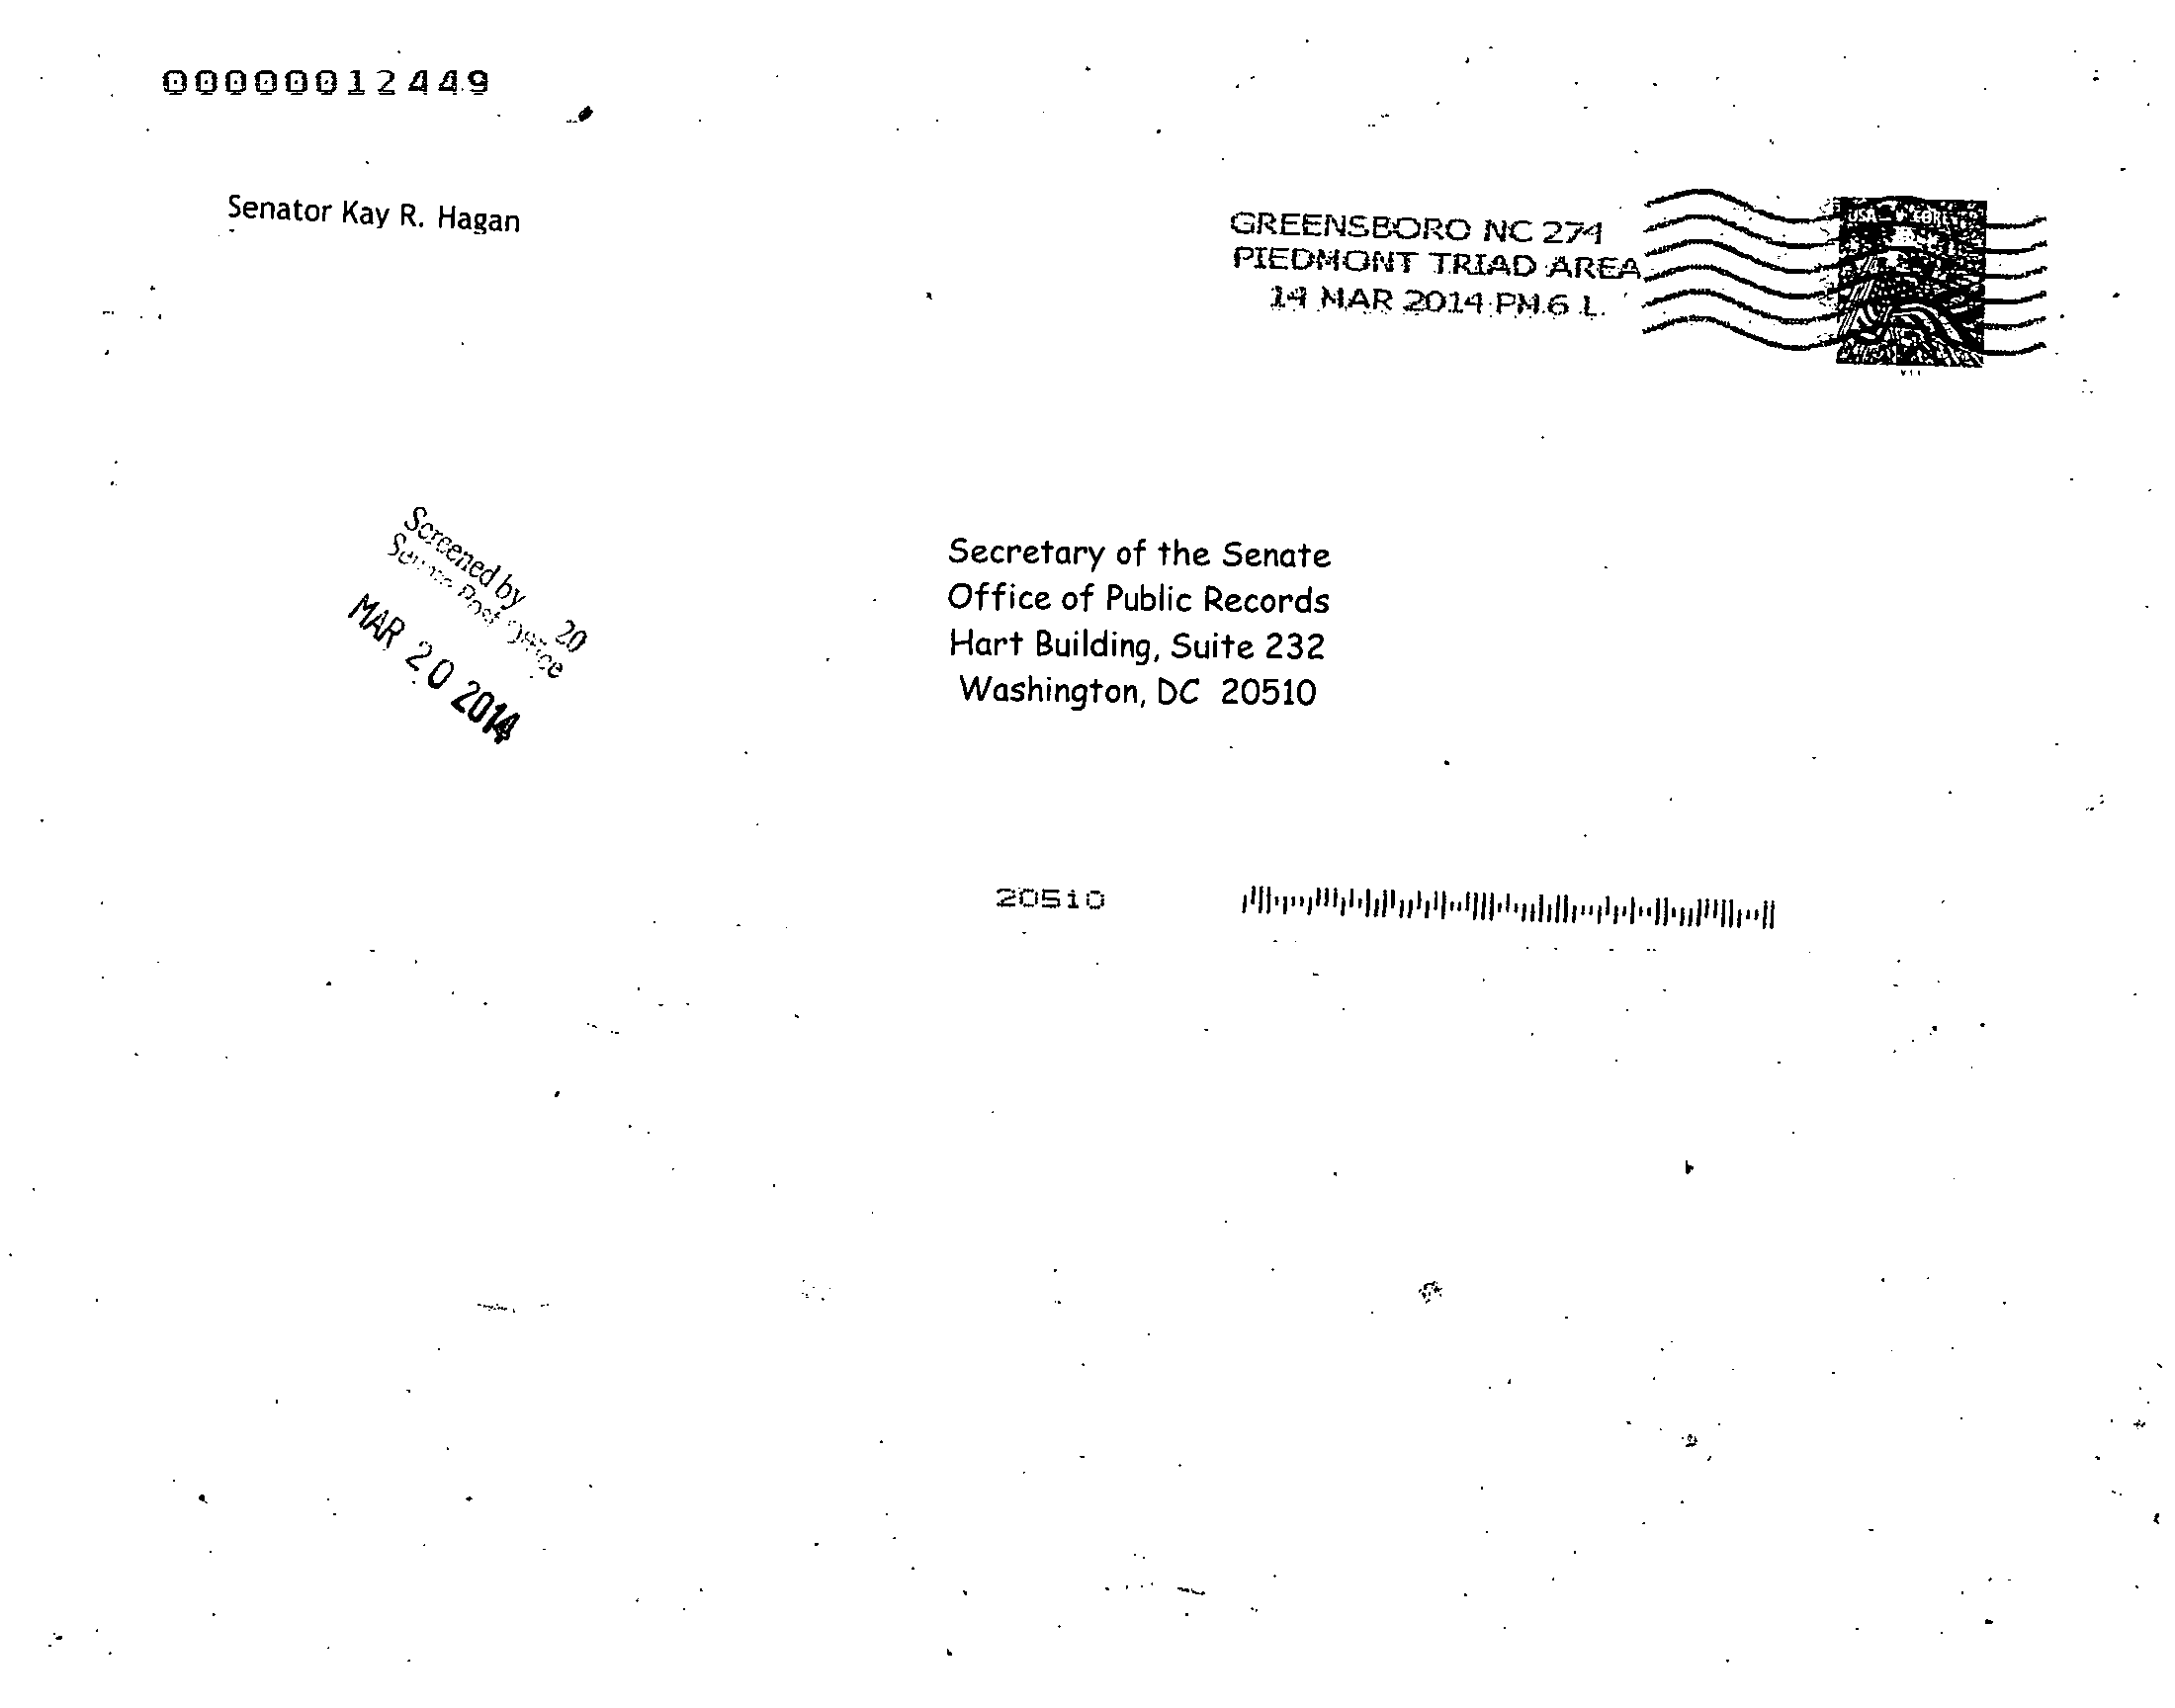 00000012449
Senator Kay R. Hagan
GREENSBORO NC 274
PIEDMONT TRIAD AREA
14 MAR 2014 PM 6 L
USA
Screened by
Senate Post Office
20
MAR 20 2014
Secretary of the Senate
Office of Public Records
Hart Building, Suite 232
Washington, DC 20510
20510